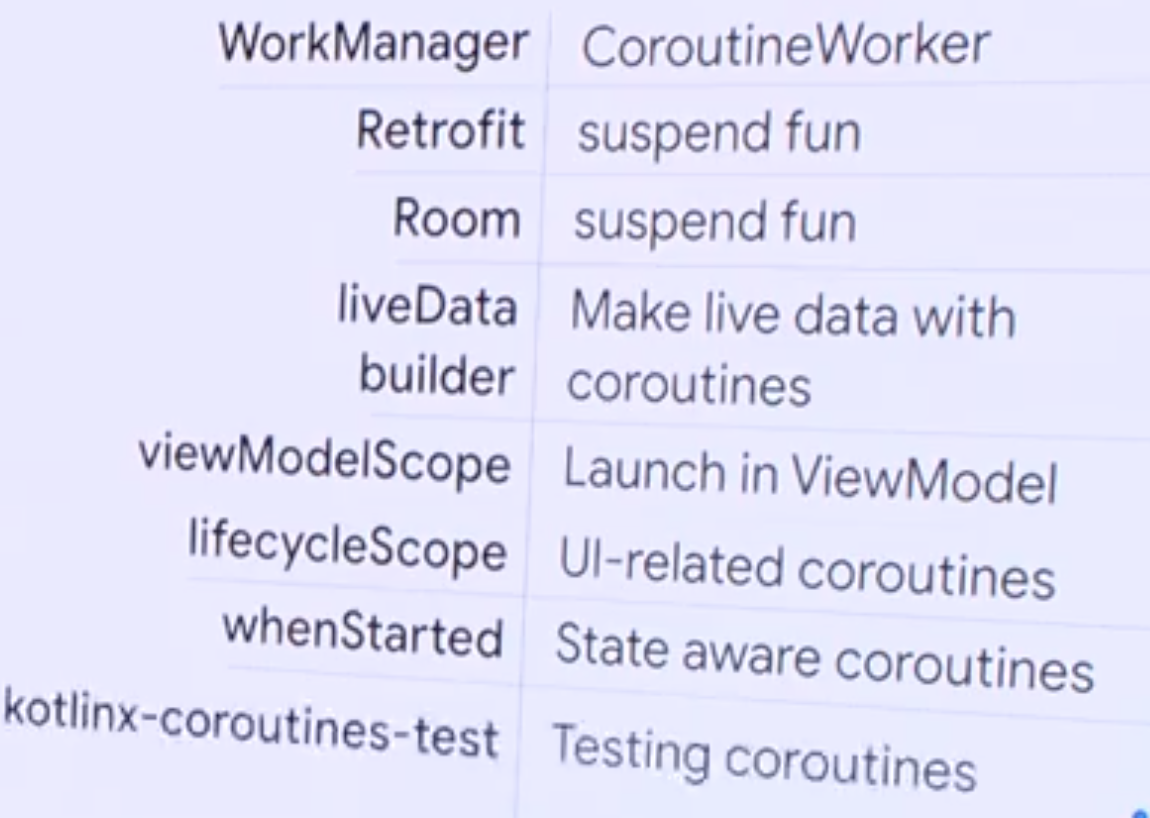 WorkManager CoroutineWorker
Retrofit suspend fun
Room suspend fun
liveData Make live data with
builder coroutines
viewModelScope Launch in ViewModel
lifecycleScope UI-related coroutines
whenStarted State aware coroutines
kotlinx-coroutines-test Testing coroutines